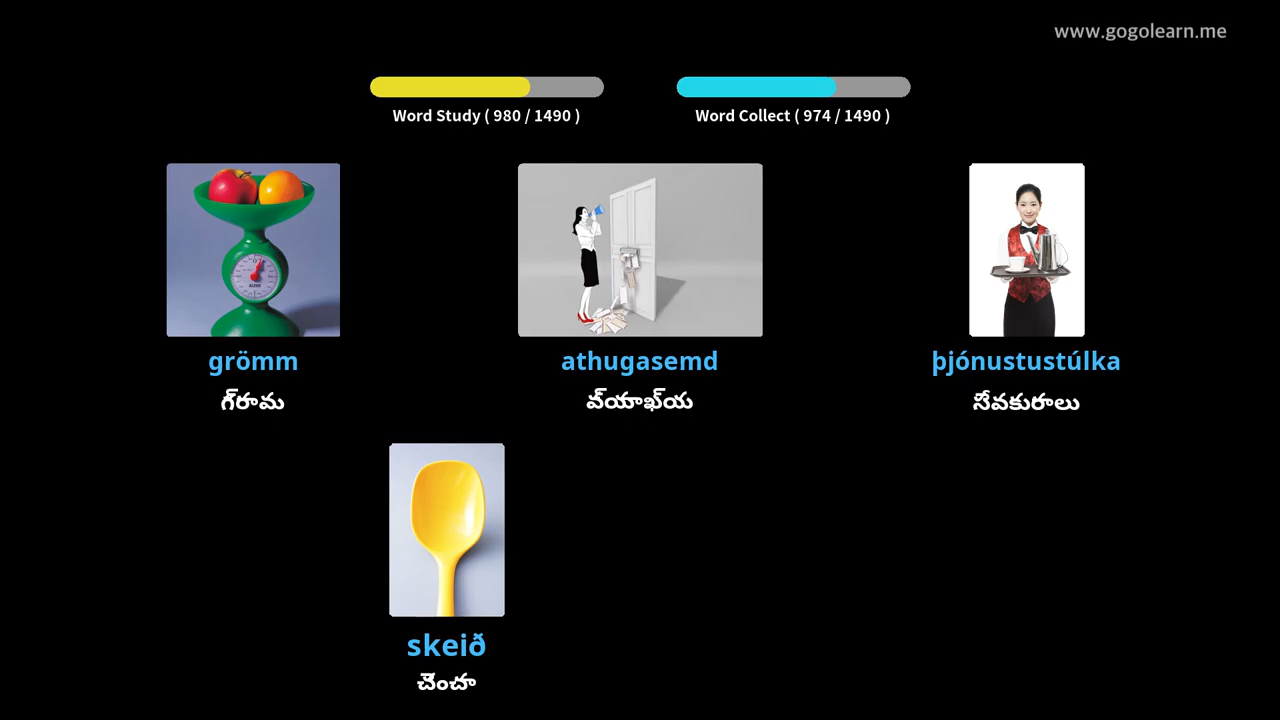 www.gogolearn.me
Word Study ( 980 / 1490 )
Word Collect ( 974 / 1490 )
grömm
athugasemd
þjónustustúlka
గ్రామ
వ్యాఖ్య
సేవకురాలు
skeið
చెంచా